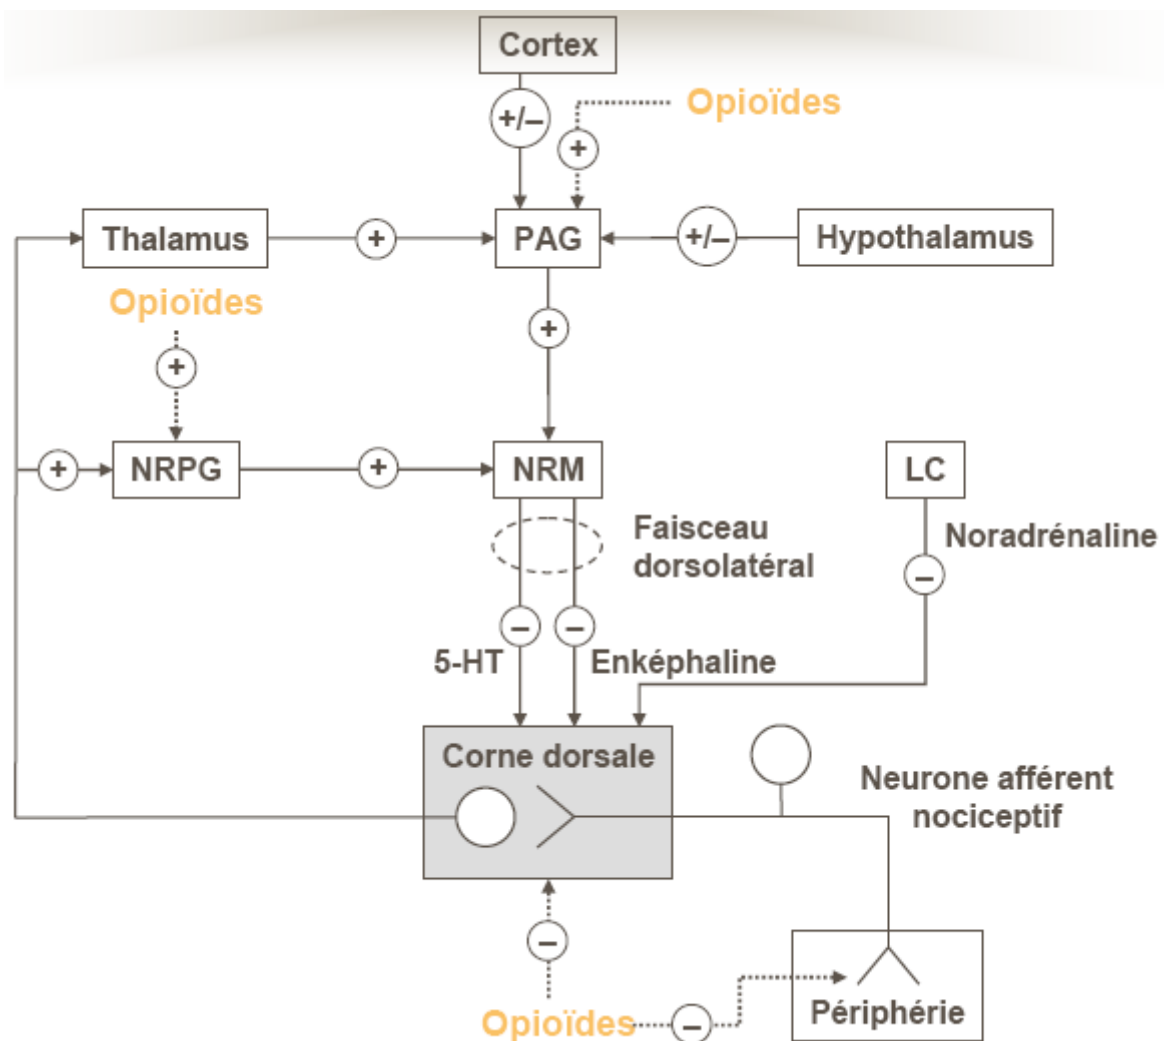 Cortex
+/–
Opioïdes
+
Thalamus
+
PAG
+/–
Hypothalamus
Opioïdes
+
+
+
NRPG
+
NRM
LC
Faisceau
dorsolatéral
Noradrénaline
–
–
–
5-HT
Enképhaline
Corne dorsale
Neurone afférent
nociceptif
–
Opioïdes
–
Périphérie